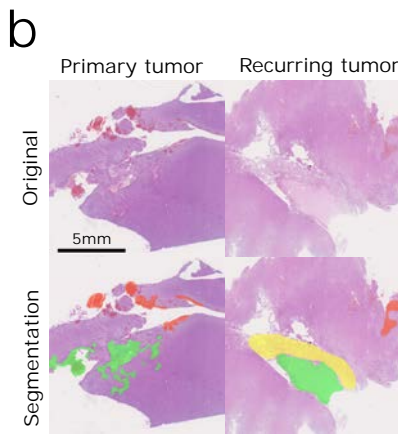 b
Primary tumor
Recurring tumor
Original
5mm
Segmentation